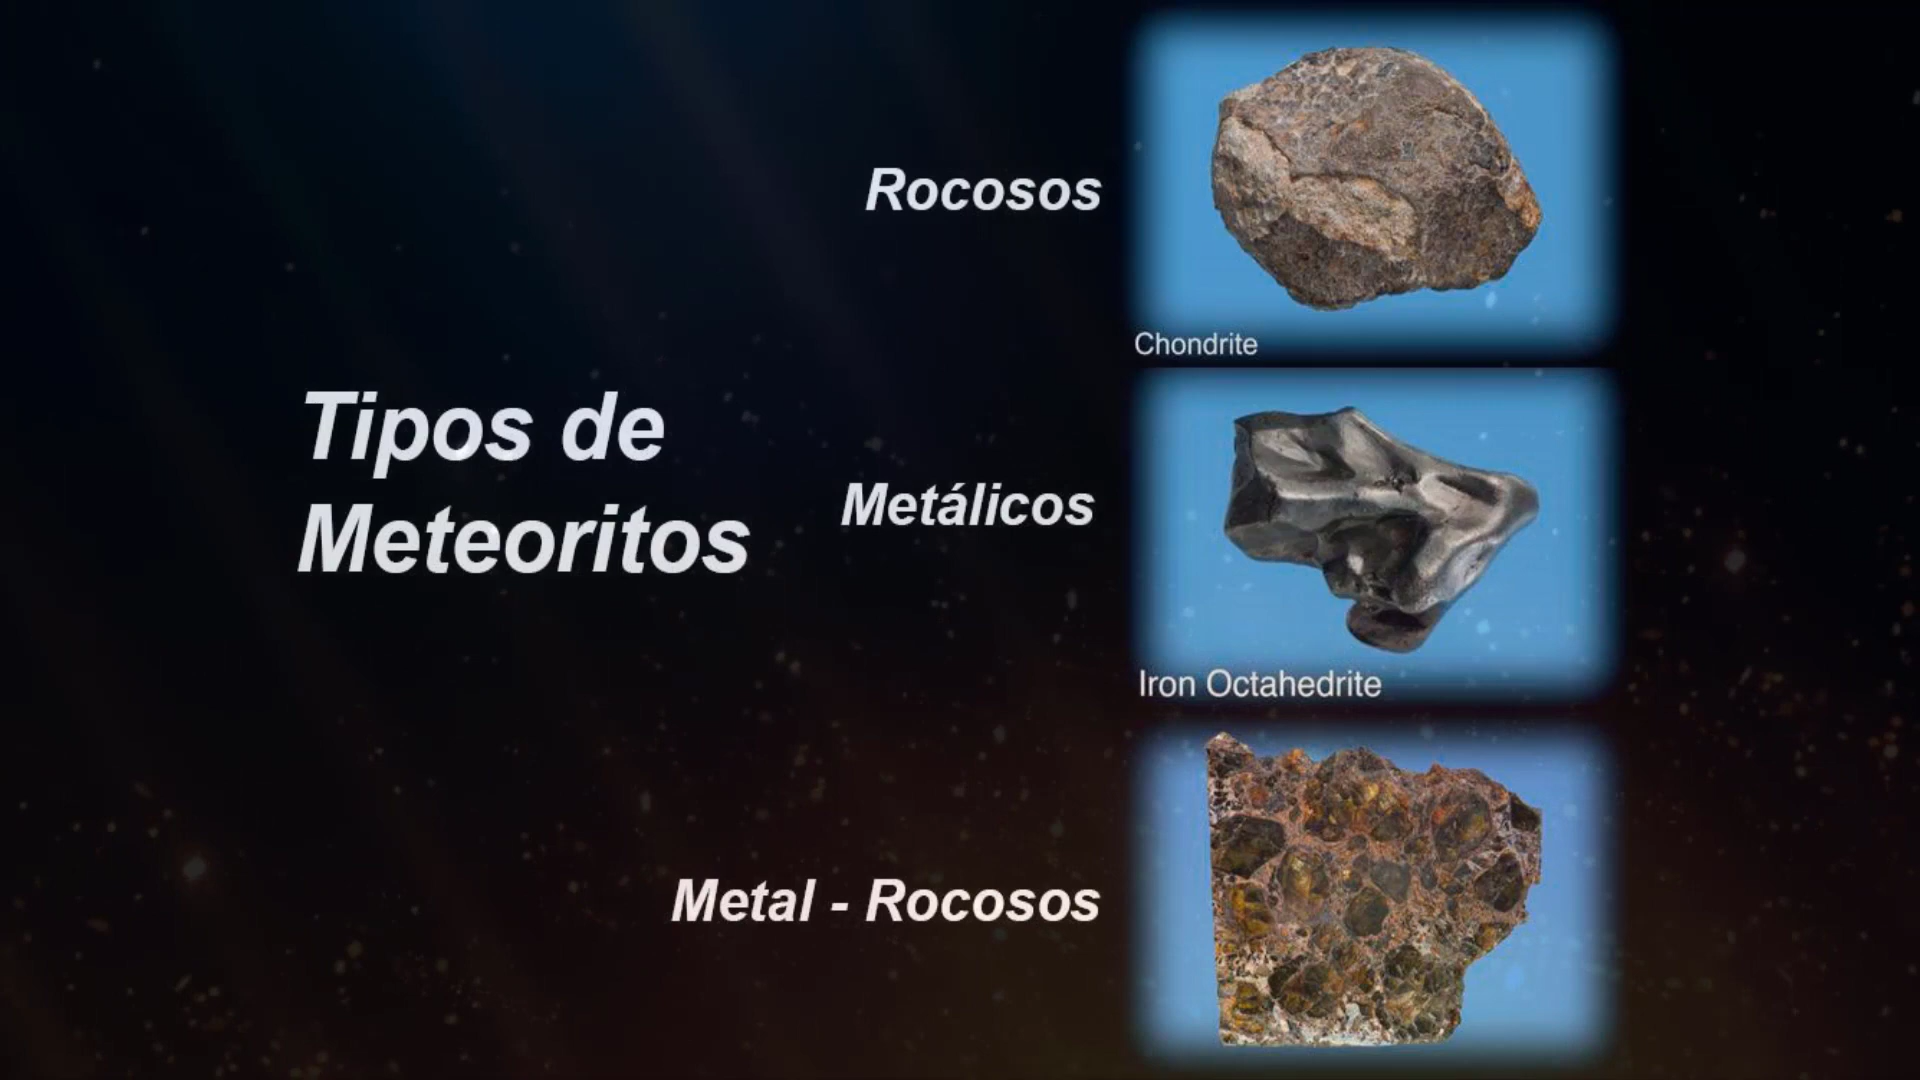 Tipos de
Meteoritos
Rocosos
Chondrite
Metálicos
Iron Octahedrite
Metal - Rocosos